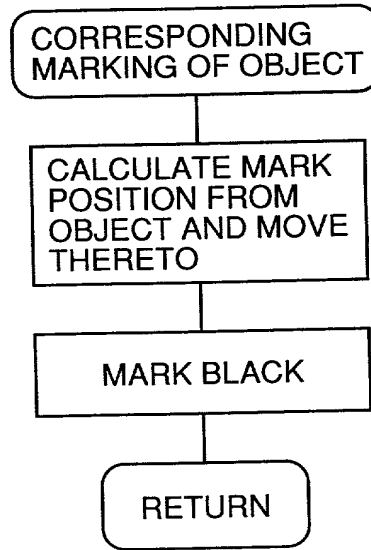 CORRESPONDING
MARKING OF OBJECT
CALCULATE MARK
POSITION FROM
OBJECT AND MOVE
THERETO
MARK BLACK
RETURN